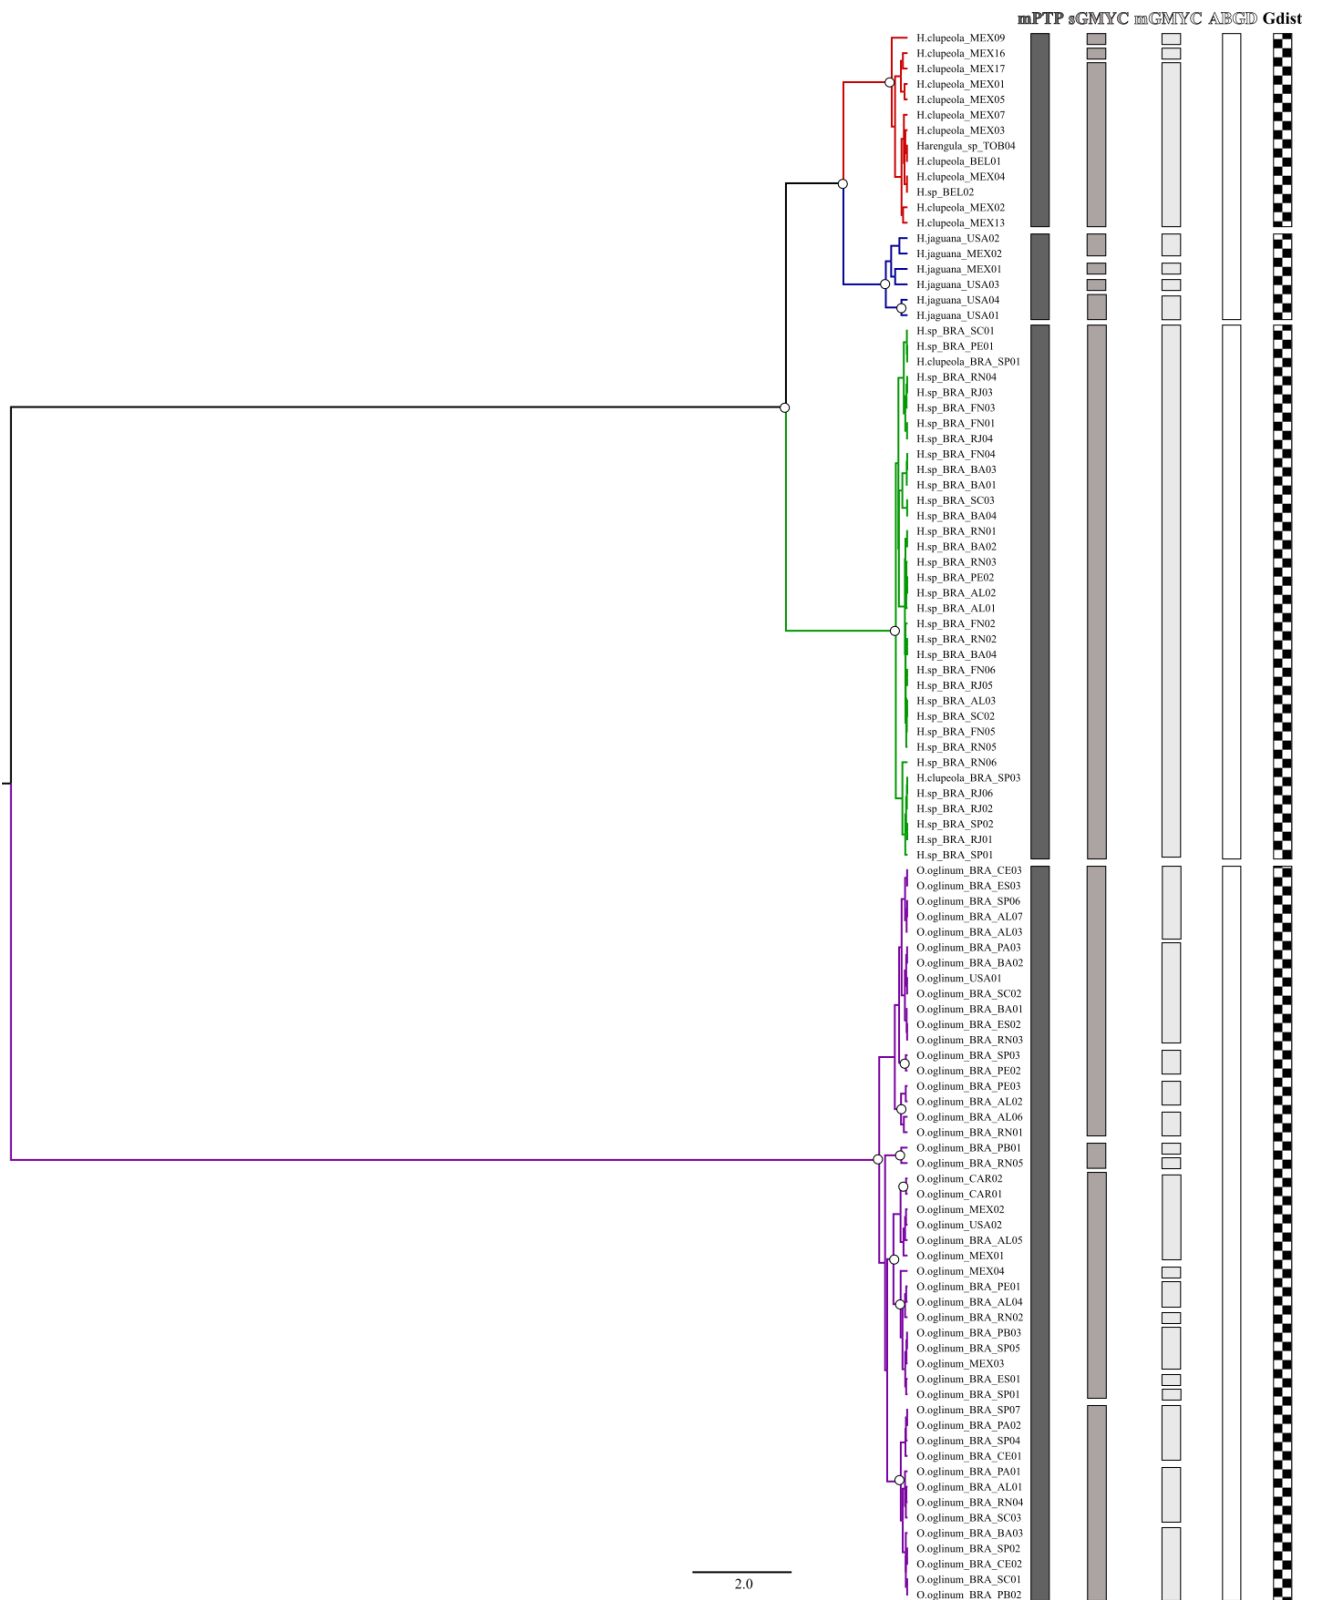 mPTP sGMYC mGMYC ABGD Gdist
H.clupeola_MEX09
H.clupeola_MEX16
H.clupeola_MEX17
H.clupeola_MEX01
H.clupeola_MEX05
H.clupeola_MEX07
H.clupeola_MEX03
Harengula_sp_TOB04
H.clupeola_BEL01
H.clupeola_MEX04
H.sp_BEL02
H.clupeola_MEX02
H.clupeola_MEX13
H.jaguana_USA02
H.jaguana_MEX02
H.jaguana_MEX01
H.jaguana_USA03
H.jaguana_USA04
H.jaguana_USA01
H.sp_BRA_SC01
H.sp_BRA_PE01
H.clupeola_BRA_SP01
H.sp_BRA_RN04
H.sp_BRA_RJ03
H.sp_BRA_FN03
H.sp_BRA_FN01
H.sp_BRA_RJ04
H.sp_BRA_FN04
H.sp_BRA_BA03
H.sp_BRA_BA01
H.sp_BRA_SC03
H.sp_BRA_BA04
H.sp_BRA_RN01
H.sp_BRA_BA02
H.sp_BRA_RN03
H.sp_BRA_PE02
H.sp_BRA_AL02
H.sp_BRA_AL01
H.sp_BRA_FN02
H.sp_BRA_RN02
H.sp_BRA_BA04
H.sp_BRA_FN06
H.sp_BRA_RJ05
H.sp_BRA_AL03
H.sp_BRA_SC02
H.sp_BRA_FN05
H.sp_BRA_RN05
H.sp_BRA_RN06
H.clupeola_BRA_SP03
H.sp_BRA_RJ06
H.sp_BRA_RJ02
H.sp_BRA_SP02
H.sp_BRA_RJ01
H.sp_BRA_SP01
O.oglinum_BRA_CE03
O.oglinum_BRA_ES03
O.oglinum_BRA_SP06
O.oglinum_BRA_AL07
O.oglinum_BRA_AL03
O.oglinum_BRA_PA03
O.oglinum_BRA_BA02
O.oglinum_USA01
O.oglinum_BRA_SC02
O.oglinum_BRA_BA01
O.oglinum_BRA_ES02
O.oglinum_BRA_RN03
O.oglinum_BRA_SP03
O.oglinum_BRA_PE02
O.oglinum_BRA_PE03
O.oglinum_BRA_AL02
O.oglinum_BRA_AL06
O.oglinum_BRA_RN01
O.oglinum_BRA_PB01
O.oglinum_BRA_RN05
O.oglinum_CAR02
O.oglinum_CAR01
O.oglinum_MEX02
O.oglinum_USA02
O.oglinum_BRA_AL05
O.oglinum_MEX01
O.oglinum_MEX04
O.oglinum_BRA_PE01
O.oglinum_BRA_AL04
O.oglinum_BRA_RN02
O.oglinum_BRA_PB03
O.oglinum_BRA_SP05
O.oglinum_MEX03
O.oglinum_BRA_ES01
O.oglinum_BRA_SP01
O.oglinum_BRA_SP07
O.oglinum_BRA_PA02
O.oglinum_BRA_SP04
O.oglinum_BRA_CE01
O.oglinum_BRA_PA01
O.oglinum_BRA_AL01
O.oglinum_BRA_RN04
O.oglinum_BRA_SC03
O.oglinum_BRA_BA03
O.oglinum_BRA_SP02
O.oglinum_BRA_CE02
O.oglinum_BRA_SC01
O.oglinum_BRA_PB02
2.0